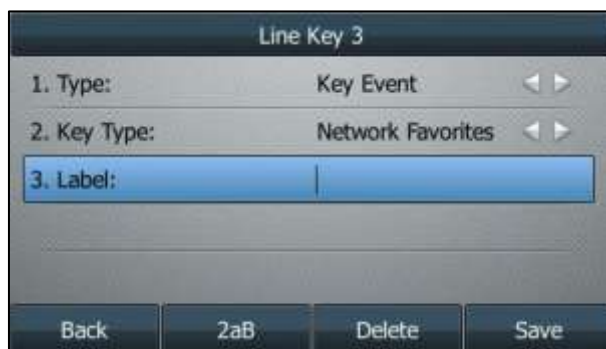 Line Key 3
1. Type: Key Event
2. Key Type: Network Favorites
3. Label:
Back 2aB Delete Save